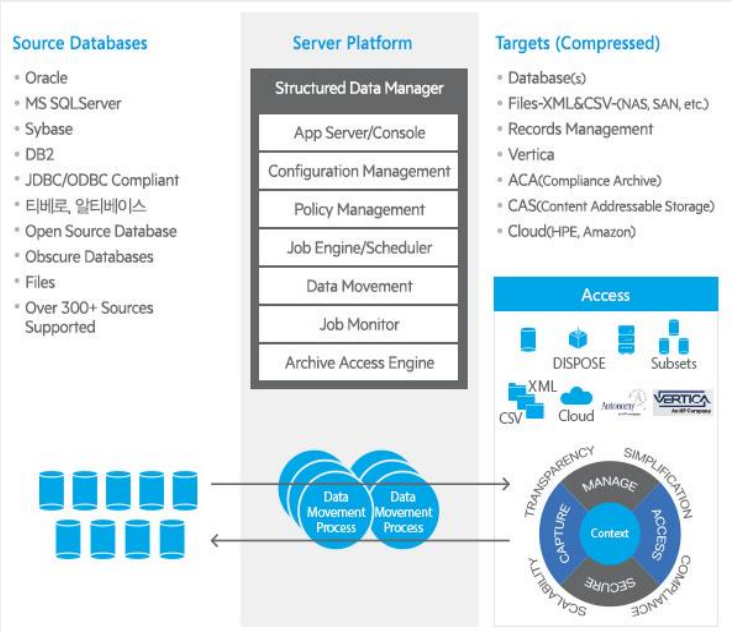 Source Databases
• Oracle
• MS SQLServer
• Sybase
• DB2
• JDBC/ODBC Compliant
• 티베로, 알티베이스
• Open Source Database
• Obscure Databases
• Files
• Over 300+ Sources
Supported
Server Platform
Structured Data Manager
App Server/Console
Configuration Management
Policy Management
Job Engine/Scheduler
Data Movement
Job Monitor
Archive Access Engine
Targets (Compressed)
• Database(s)
• Files-XML&CSV-(NAS, SAN, etc.)
• Records Management
• Vertica
• ACA(Compliance Archive)
• CAS(Content Addressable Storage)
• Cloud(HPE, Amazon)
Access
DISPOSE
Subsets
XML
CSV
Cloud
Autonomy
VERTICA
An HP Company
Data
Movement
Process
Data
Movement
Process
TRANSPARENCY
SIMPLIFICATION
MANAGE
CAPTURE
Context
ACCESS
SECURE
SCALABILITY
COMPLIANCE